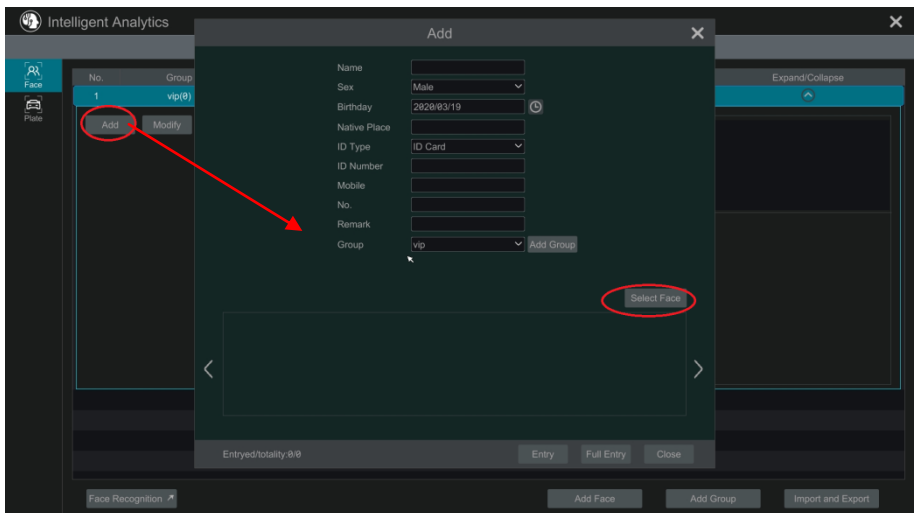 Intelligent Analytics
Add
Face
Plate
No. Group Expand/Collapse
1 vip(0)
Add Modify
Name
Sex Male
Birthday 2020/03/19
Native Place
ID Type ID Card
ID Number
Mobile
No.
Remark
Group vip Add Group
Select Face
Entryed/totality:0/0 Entry Full Entry Close
Face Recognition Add Face Add Group Import and Export